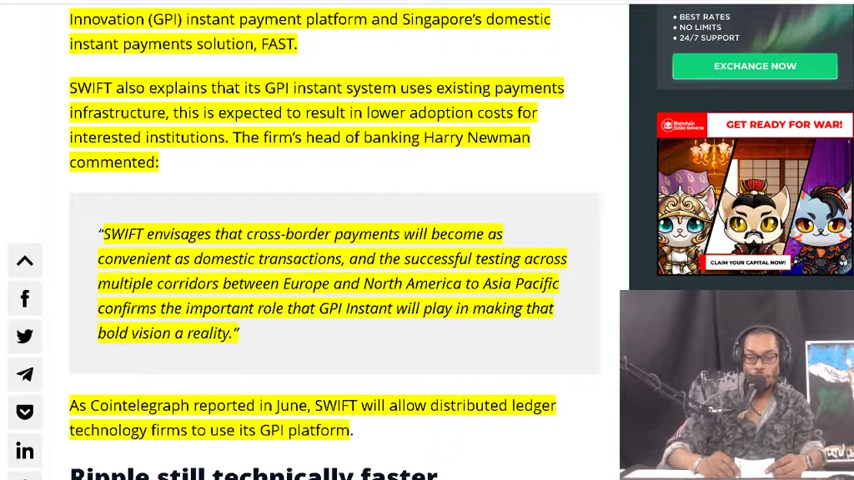 Innovation (GPI) instant payment platform and Singapore's domestic
instant payments solution, FAST.
SWIFT also explains that its GPI instant system uses existing payments
infrastructure, this is expected to result in lower adoption costs for
interested institutions. The firm's head of banking Harry Newman
commented:
"SWIFT envisages that cross-border payments will become as
convenient as domestic transactions, and the successful testing across
multiple corridors between Europe and North America to Asia Pacific
confirms the important role that GPI Instant will play in making that
bold vision a reality."
As Cointelegraph reported in June, SWIFT will allow distributed ledger
technology firms to use its GPI platform.
Ripple still technically faster
• BEST RATES
• NO LIMITS
• 24/7 SUPPORT
EXCHANGE NOW
GET READY FOR WAR!
CLAIM YOUR CAPITAL NOW!